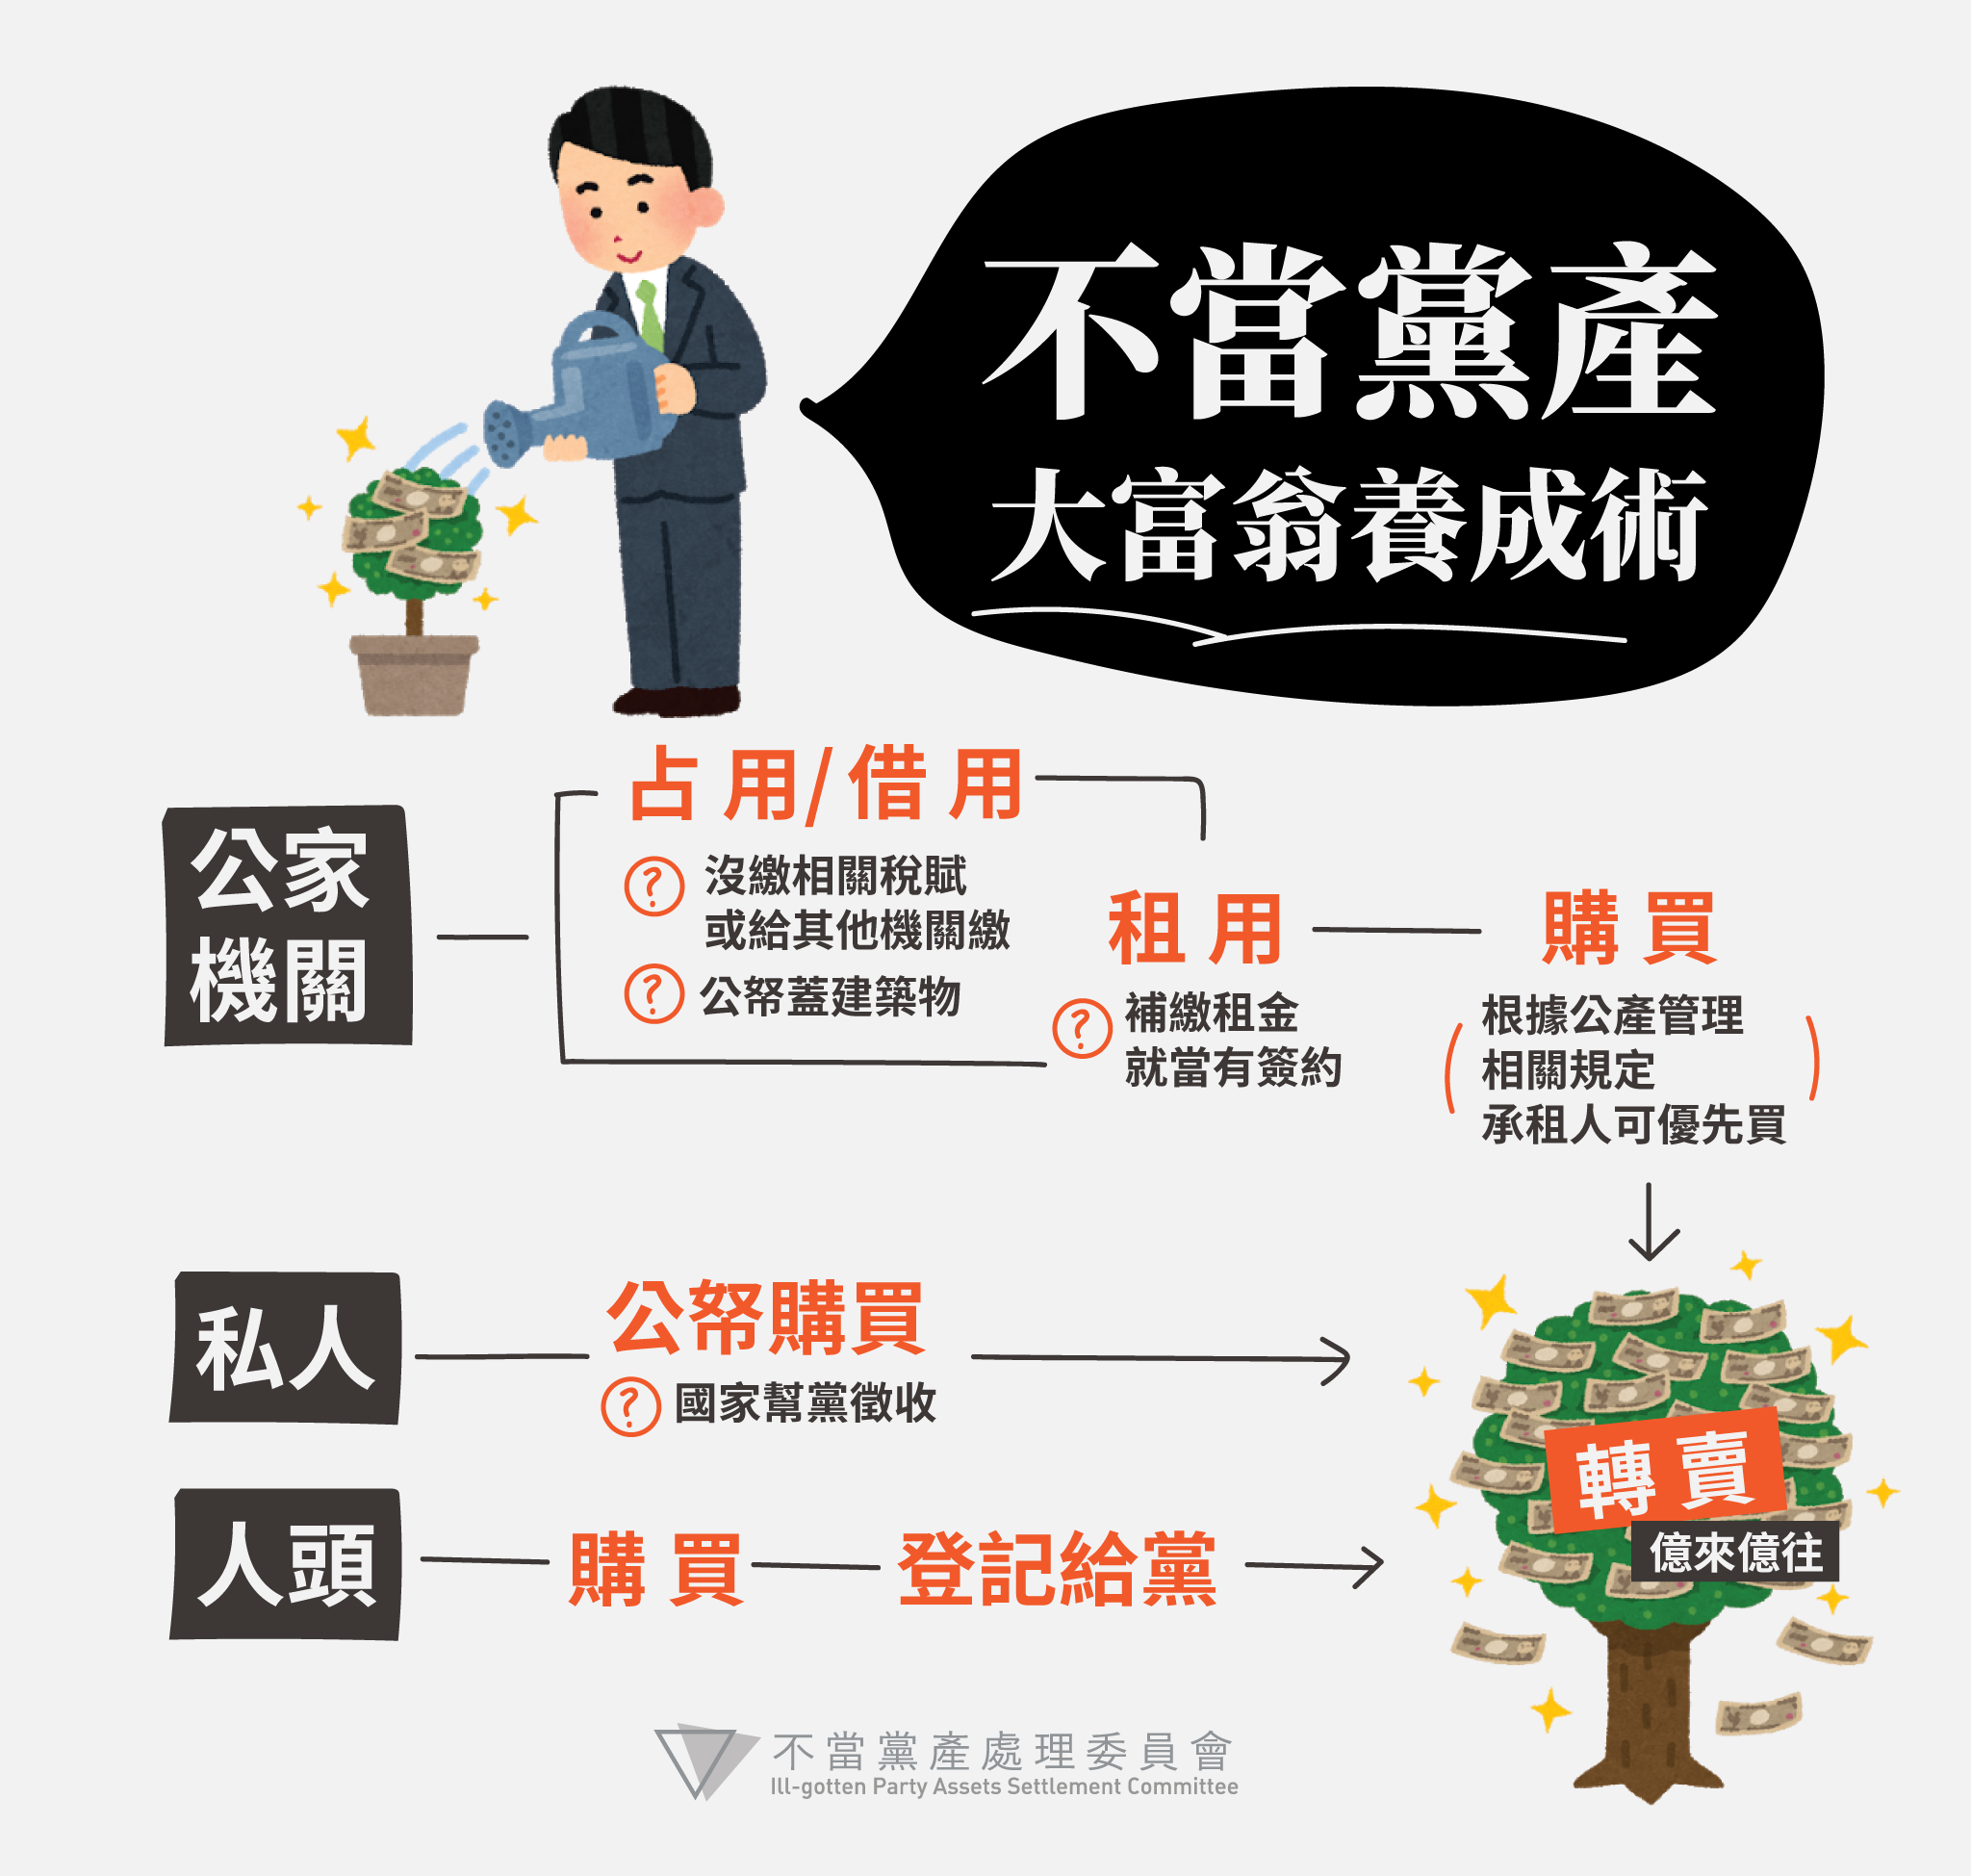 不當黨產
大富翁養成術
公家
機關
占用/借用
? 沒繳相關稅賦
或給其他機關繳
? 公帑蓋建築物
租用
? 補繳租金
就當有簽約
購買
根據公產管理
相關規定
承租人可優先買
私人
公帑購買
? 國家幫黨徵收
人頭
購買
登記給黨
轉賣
億來億往
不當黨產處理委員會
Ill-gotten Party Assets Settlement Committee